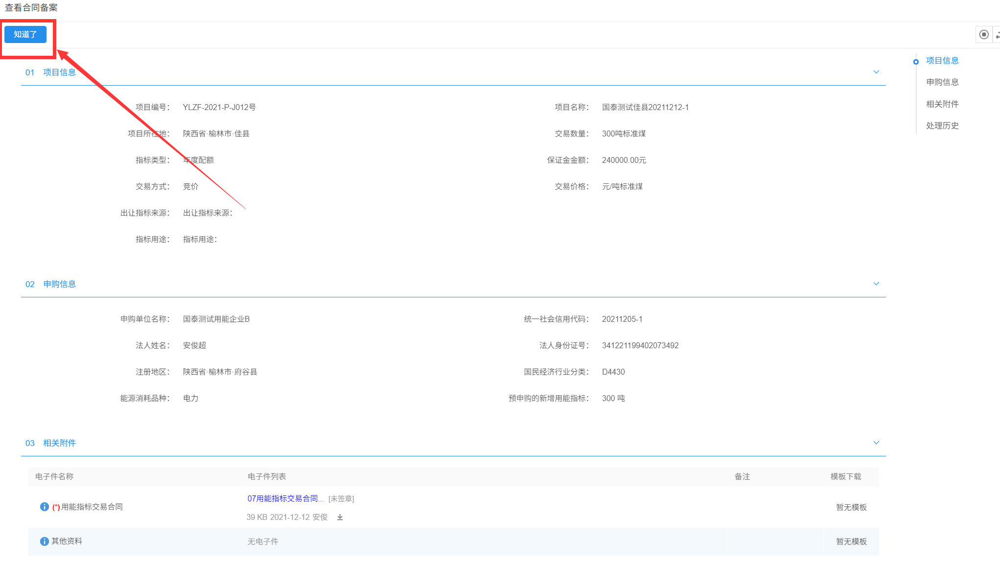 查看合同备案
知道了
01 项目信息
项目信息
申购信息
相关附件
处理历史
项目编号： YLZF-2021-P-J012号 项目名称： 国泰测试佳县20211212-1
项目所在地： 陕西省·榆林市·佳县 交易数量： 300吨标准煤
指标类型： 年度配额 保证金金额： 240000.00元
交易方式： 竞价 交易价格： 元/吨标准煤
出让指标来源： 出让指标来源：
指标用途： 指标用途：
02 申购信息
申购单位名称： 国泰测试用能企业B 统一社会信用代码： 20211205-1
法人姓名： 安俊超 法人身份证号： 341221199402073492
注册地区： 陕西省·榆林市·府谷县 国民经济行业分类： D4430
能源消耗品种： 电力 预申购的新增用能指标： 300 吨
03 相关附件
电子件名称 电子件列表 备注 模板下载
(*)用能指标交易合同 07用能指标交易合同... [未签章] 暂无模板
39 KB 2021-12-12 安俊
其他资料 无电子件 暂无模板